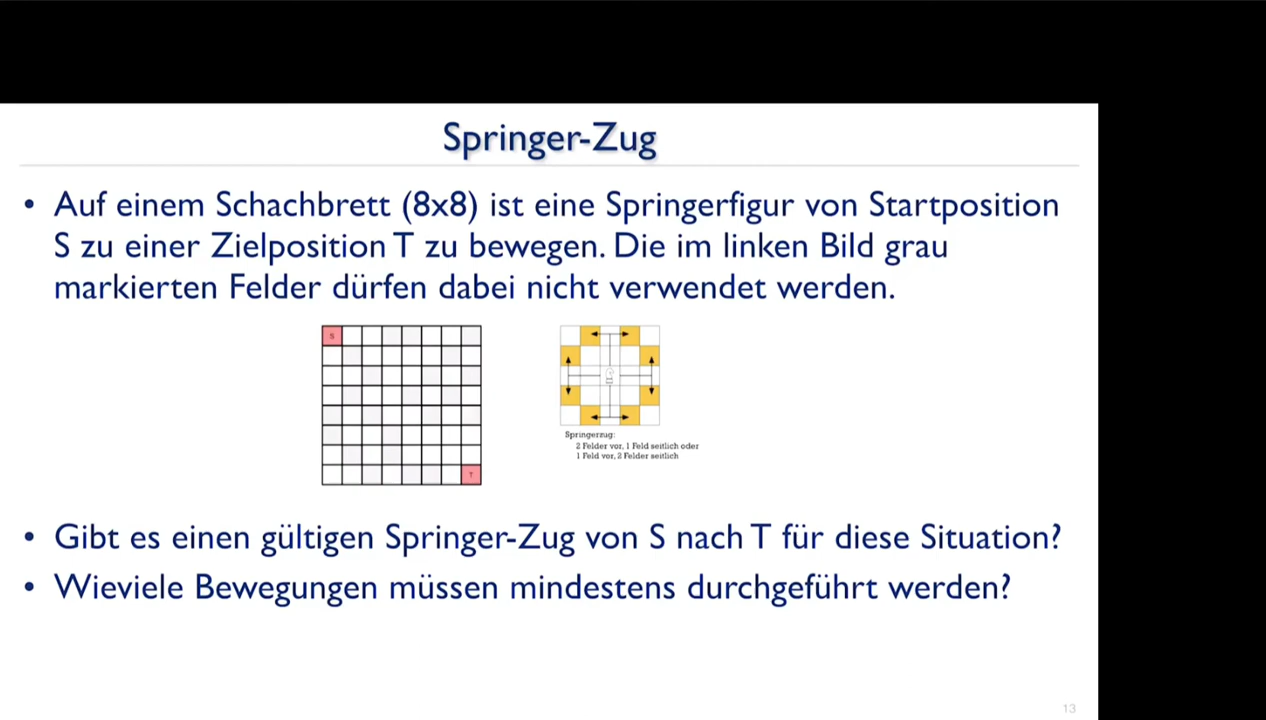 Springer-Zug
• Auf einem Schachbrett (8x8) ist eine Springerfigur von Startposition
S zu einer Zielposition T zu bewegen. Die im linken Bild grau
markierten Felder dürfen dabei nicht verwendet werden.
S
T
Springerzug:
2 Felder vor, 1 Feld seitlich oder
1 Feld vor, 2 Felder seitlich
• Gibt es einen gültigen Springer-Zug von S nach T für diese Situation?
• Wieviele Bewegungen müssen mindestens durchgeführt werden?
13